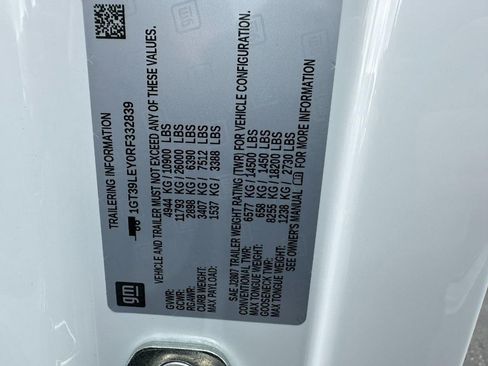 TRAILERING INFORMATION
1GT39LEY0RF332839
VEHICLE AND TRAILER MUST NOT EXCEED ANY OF THESE VALUES.
GVWR: 4944 KG / 10900 LBS
GCWR: 11793 KG / 26000 LBS
RGAWR: 2898 KG / 6390 LBS
CURB WEIGHT: 3407 KG / 7512 LBS
MAX PAYLOAD: 1537 KG / 3388 LBS
SAE J2807 TRAILER WEIGHT RATING (TWR) FOR VEHICLE CONFIGURATION.
CONVENTIONAL TWR: 6577 KG / 14500 LBS
MAX TONGUE WEIGHT: 658 KG / 1450 LBS
GOOSENECK TWR: 8255 KG / 18200 LBS
MAX TONGUE WEIGHT: 1238 KG / 2730 LBS
SEE OWNER'S MANUAL FOR MORE INFORMATION
gm